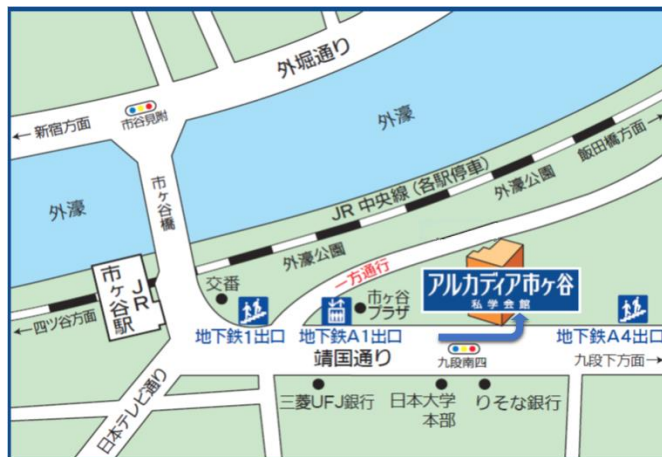 外堀通り
←新宿方面
市谷見附
外濠
飯田橋方面→
市ヶ谷橋
外濠
JR中央線(各駅停車)
外濠公園
外濠公園
一方通行
交番
JR
市ヶ谷駅
←四ツ谷方面
市ヶ谷
プラザ
アルカディア市ヶ谷
私学会館
地下鉄1出口
地下鉄A1出口
地下鉄A4出口
靖国通り
九段南四
九段下方面→
日本テレビ通り
三菱UFJ銀行
日本大学
本部
りそな銀行